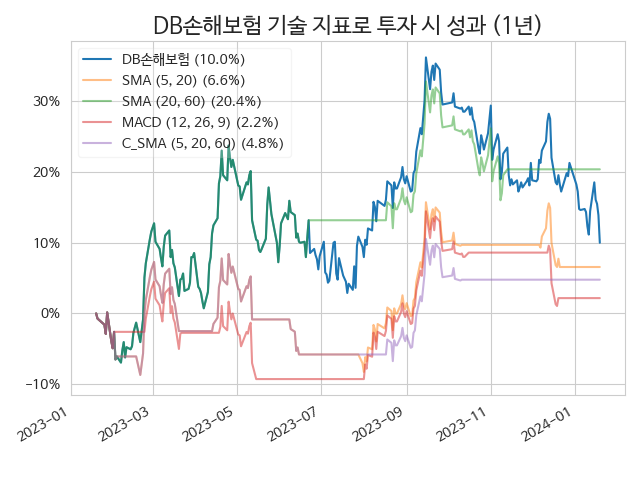 DB손해보험 기술 지표로 투자 시 성과 (1년)
DB손해보험 (10.0%)
SMA (5, 20) (6.6%)
SMA (20, 60) (20.4%)
MACD (12, 26, 9) (2.2%)
C_SMA (5, 20, 60) (4.8%)
30%
20%
10%
0%
−10%
2023-01
2023-03
2023-05
2023-07
2023-09
2023-11
2024-01